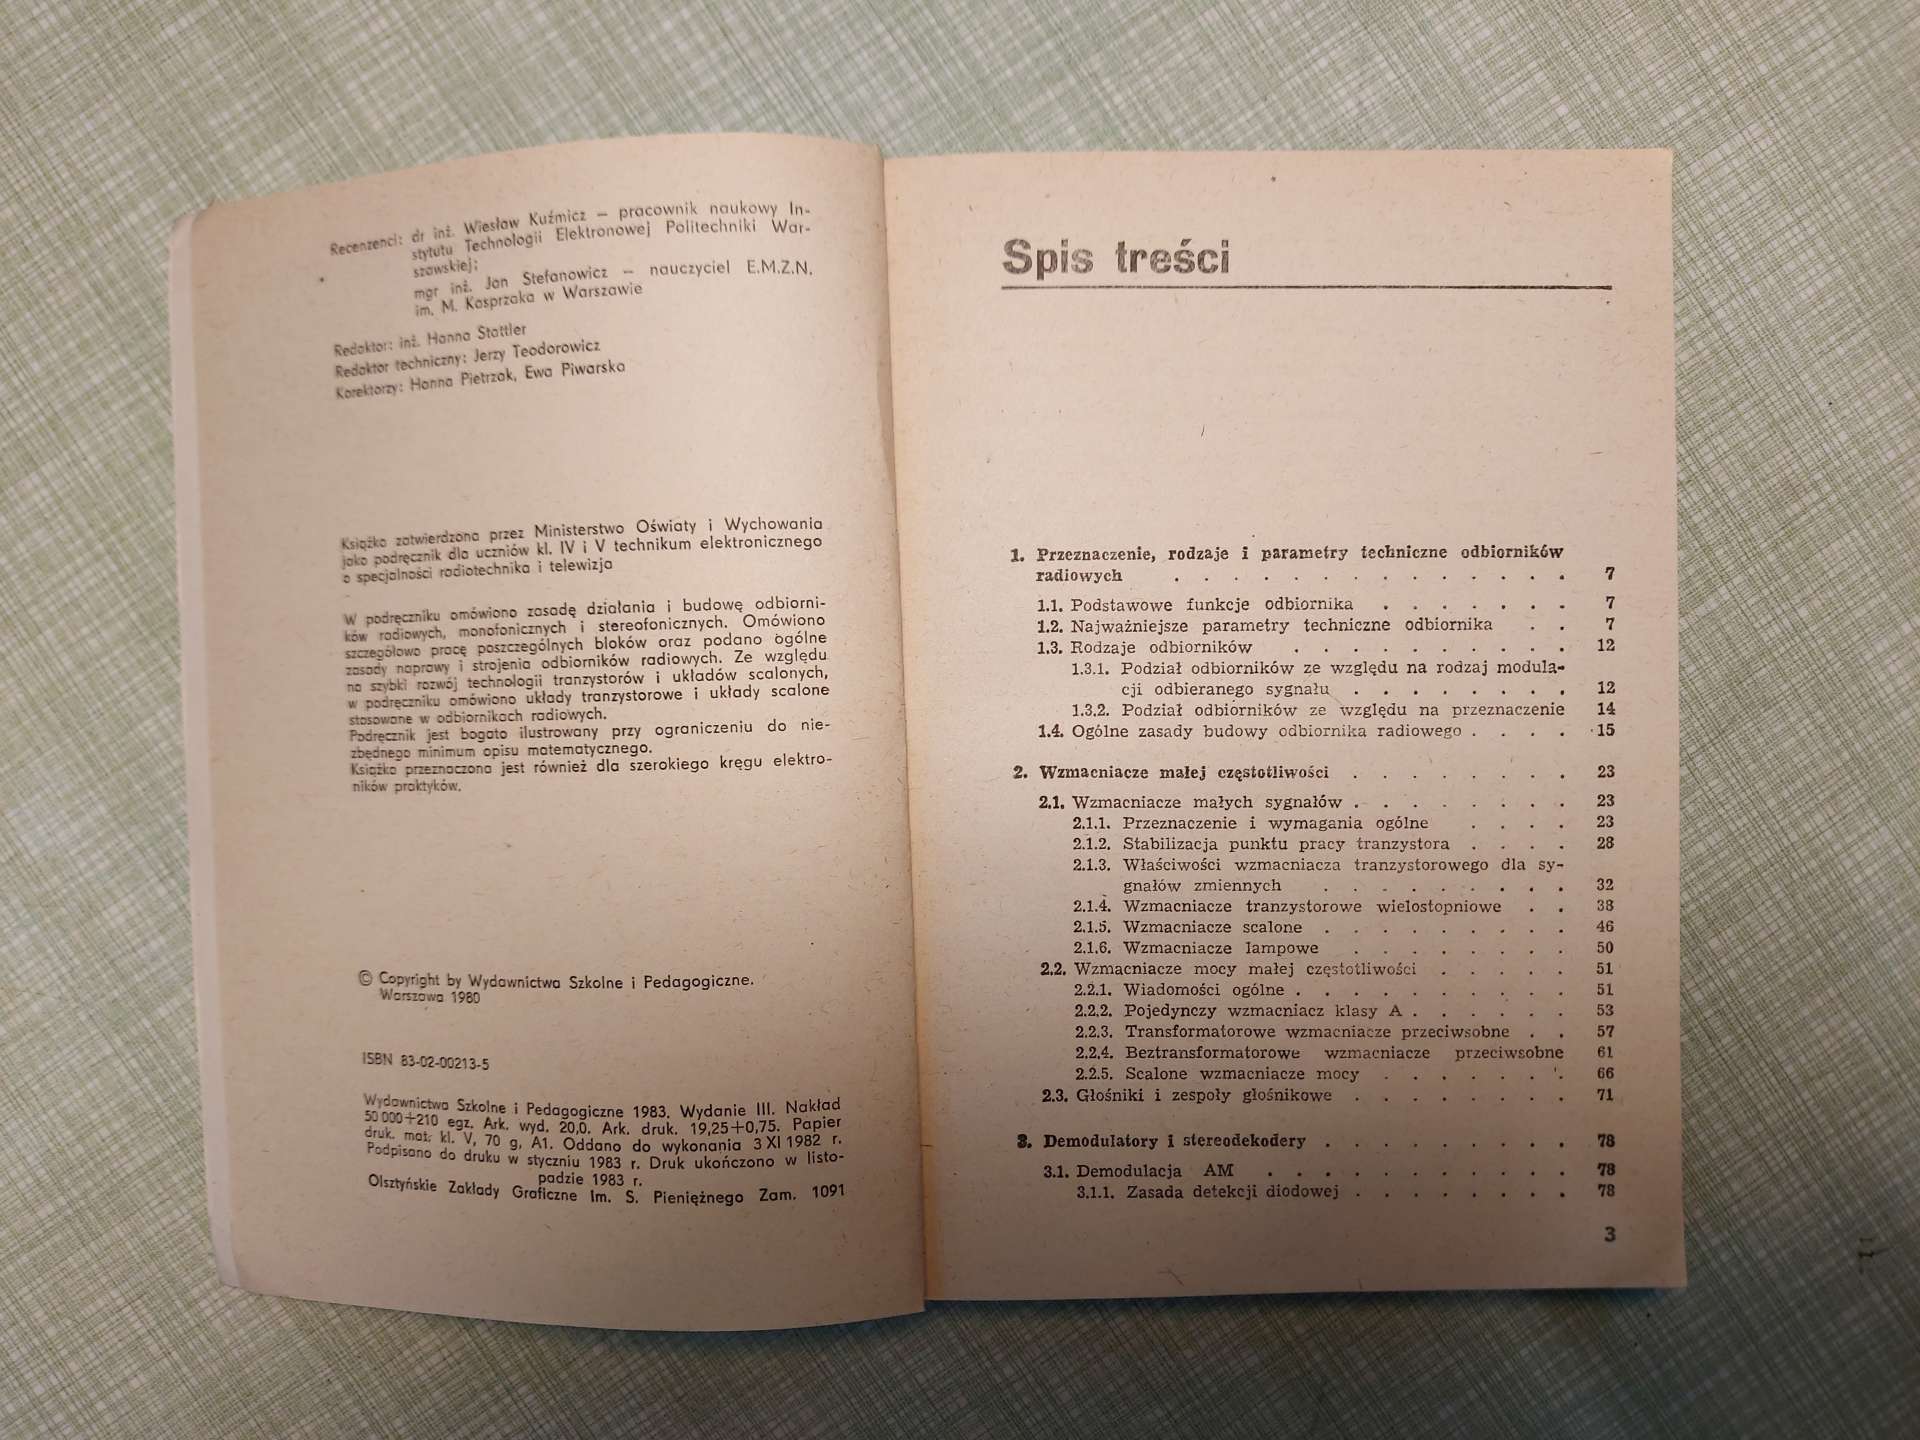 Recenzenci: dr inż. Wiesław Kuźmicz — pracownik naukowy In-
stytutu Technologii Elektronowej Politechniki War-
szawskiej;
mgr inż. Jan Stefanowicz — nauczyciel E.M.Z.N.
im. M. Kasprzaka w Warszawie
Redaktor: inż. Hanna Stattler
Redaktor techniczny: Jerzy Teodorowicz
Korektorzy: Hanna Pietrzak, Ewa Piwarska
Książka zatwierdzona przez Ministerstwo Oświaty i Wychowania
jako podręcznik dla uczniów kl. IV i V technikum elektronicznego
o specjalności radiotechnika i telewizja
W podręczniku omówiono zasadę działania i budowę odbiorni-
ków radiowych, monofonicznych i stereofonicznych. Omówiono
szczegółowo pracę poszczególnych bloków oraz podano ogólne
zasady naprawy i strojenia odbiorników radiowych. Ze względu
na szybki rozwój technologii tranzystorów i układów scalonych,
w podręczniku omówiono układy tranzystorowe i układy scalone
stosowane w odbiornikach radiowych.
Podręcznik jest bogato ilustrowany przy ograniczeniu do nie-
zbędnego minimum opisu matematycznego.
Książka przeznaczona jest również dla szerokiego kręgu elektro-
ników praktyków.
© Copyright by Wydawnictwa Szkolne i Pedagogiczne.
Warszawa 1980
ISBN 83-02-00213-5
Wydawnictwa Szkolne i Pedagogiczne 1983. Wydanie III. Nakład
50 000+210 egz. Ark. wyd. 20,0. Ark. druk. 19,25+0,75. Papier
druk. mat. kl. V, 70 g, A1. Oddano do wykonania 3 XI 1982 r.
Podpisano do druku w styczniu 1983 r. Druk ukończono w listo-
padzie 1983 r.
Olsztyńskie Zakłady Graficzne Im. S. Pieniężnego Zam. 1091
Spis treści
1. Przeznaczenie, rodzaje i parametry techniczne odbiorników
radiowych . . . . . . . . . . . . . . 7
1.1. Podstawowe funkcje odbiornika . . . . . . . 7
1.2. Najważniejsze parametry techniczne odbiornika . . 7
1.3. Rodzaje odbiorników . . . . . . . . . . 12
1.3.1. Podział odbiorników ze względu na rodzaj modula-
cji odbieranego sygnału . . . . . . . . 12
1.3.2. Podział odbiorników ze względu na przeznaczenie 14
1.4. Ogólne zasady budowy odbiornika radiowego . . . . 15
2. Wzmacniacze małej częstotliwości . . . . . . . . 23
2.1. Wzmacniacze małych sygnałów . . . . . . . . 23
2.1.1. Przeznaczenie i wymagania ogólne . . . . 23
2.1.2. Stabilizacja punktu pracy tranzystora . . . . 28
2.1.3. Właściwości wzmacniacza tranzystorowego dla sy-
gnałów zmiennych . . . . . . . . . 32
2.1.4. Wzmacniacze tranzystorowe wielostopniowe . . 38
2.1.5. Wzmacniacze scalone . . . . . . . . . 46
2.1.6. Wzmacniacze lampowe . . . . . . . . 50
2.2. Wzmacniacze mocy małej częstotliwości . . . . . 51
2.2.1. Wiadomości ogólne . . . . . . . . . . 51
2.2.2. Pojedynczy wzmacniacz klasy A . . . . . . 53
2.2.3. Transformatorowe wzmacniacze przeciwsobne . . 57
2.2.4. Beztransformatorowe wzmacniacze przeciwsobne 61
2.2.5. Scalone wzmacniacze mocy . . . . . . . 66
2.3. Głośniki i zespoły głośnikowe . . . . . . . . 71
3. Demodulatory i stereodekodery . . . . . . . . . 78
3.1. Demodulacja AM . . . . . . . . . . . 78
3.1.1. Zasada detekcji diodowej . . . . . . . . 78
3